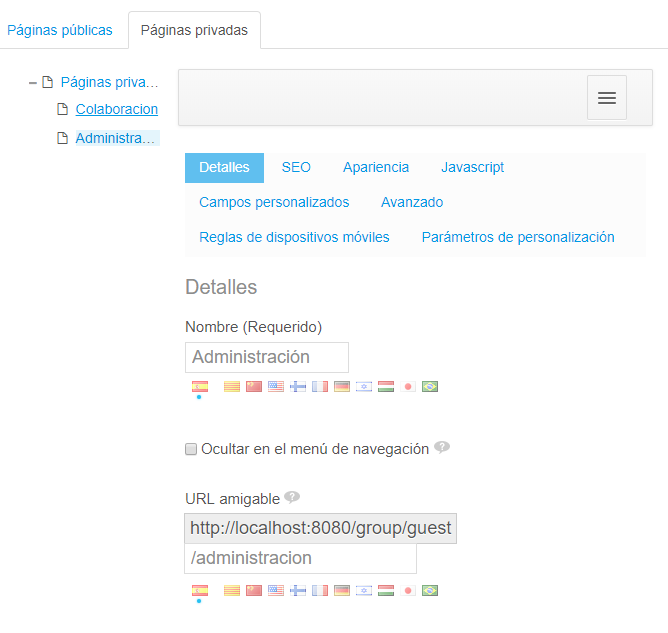 Páginas públicas
Páginas privadas
Páginas priva...
Colaboracion
Administra...
Detalles
SEO
Apariencia
Javascript
Campos personalizados
Avanzado
Reglas de dispositivos móviles
Parámetros de personalización
Detalles
Nombre (Requerido)
Administración
Ocultar en el menú de navegación
URL amigable
http://localhost:8080/group/guest
/administracion